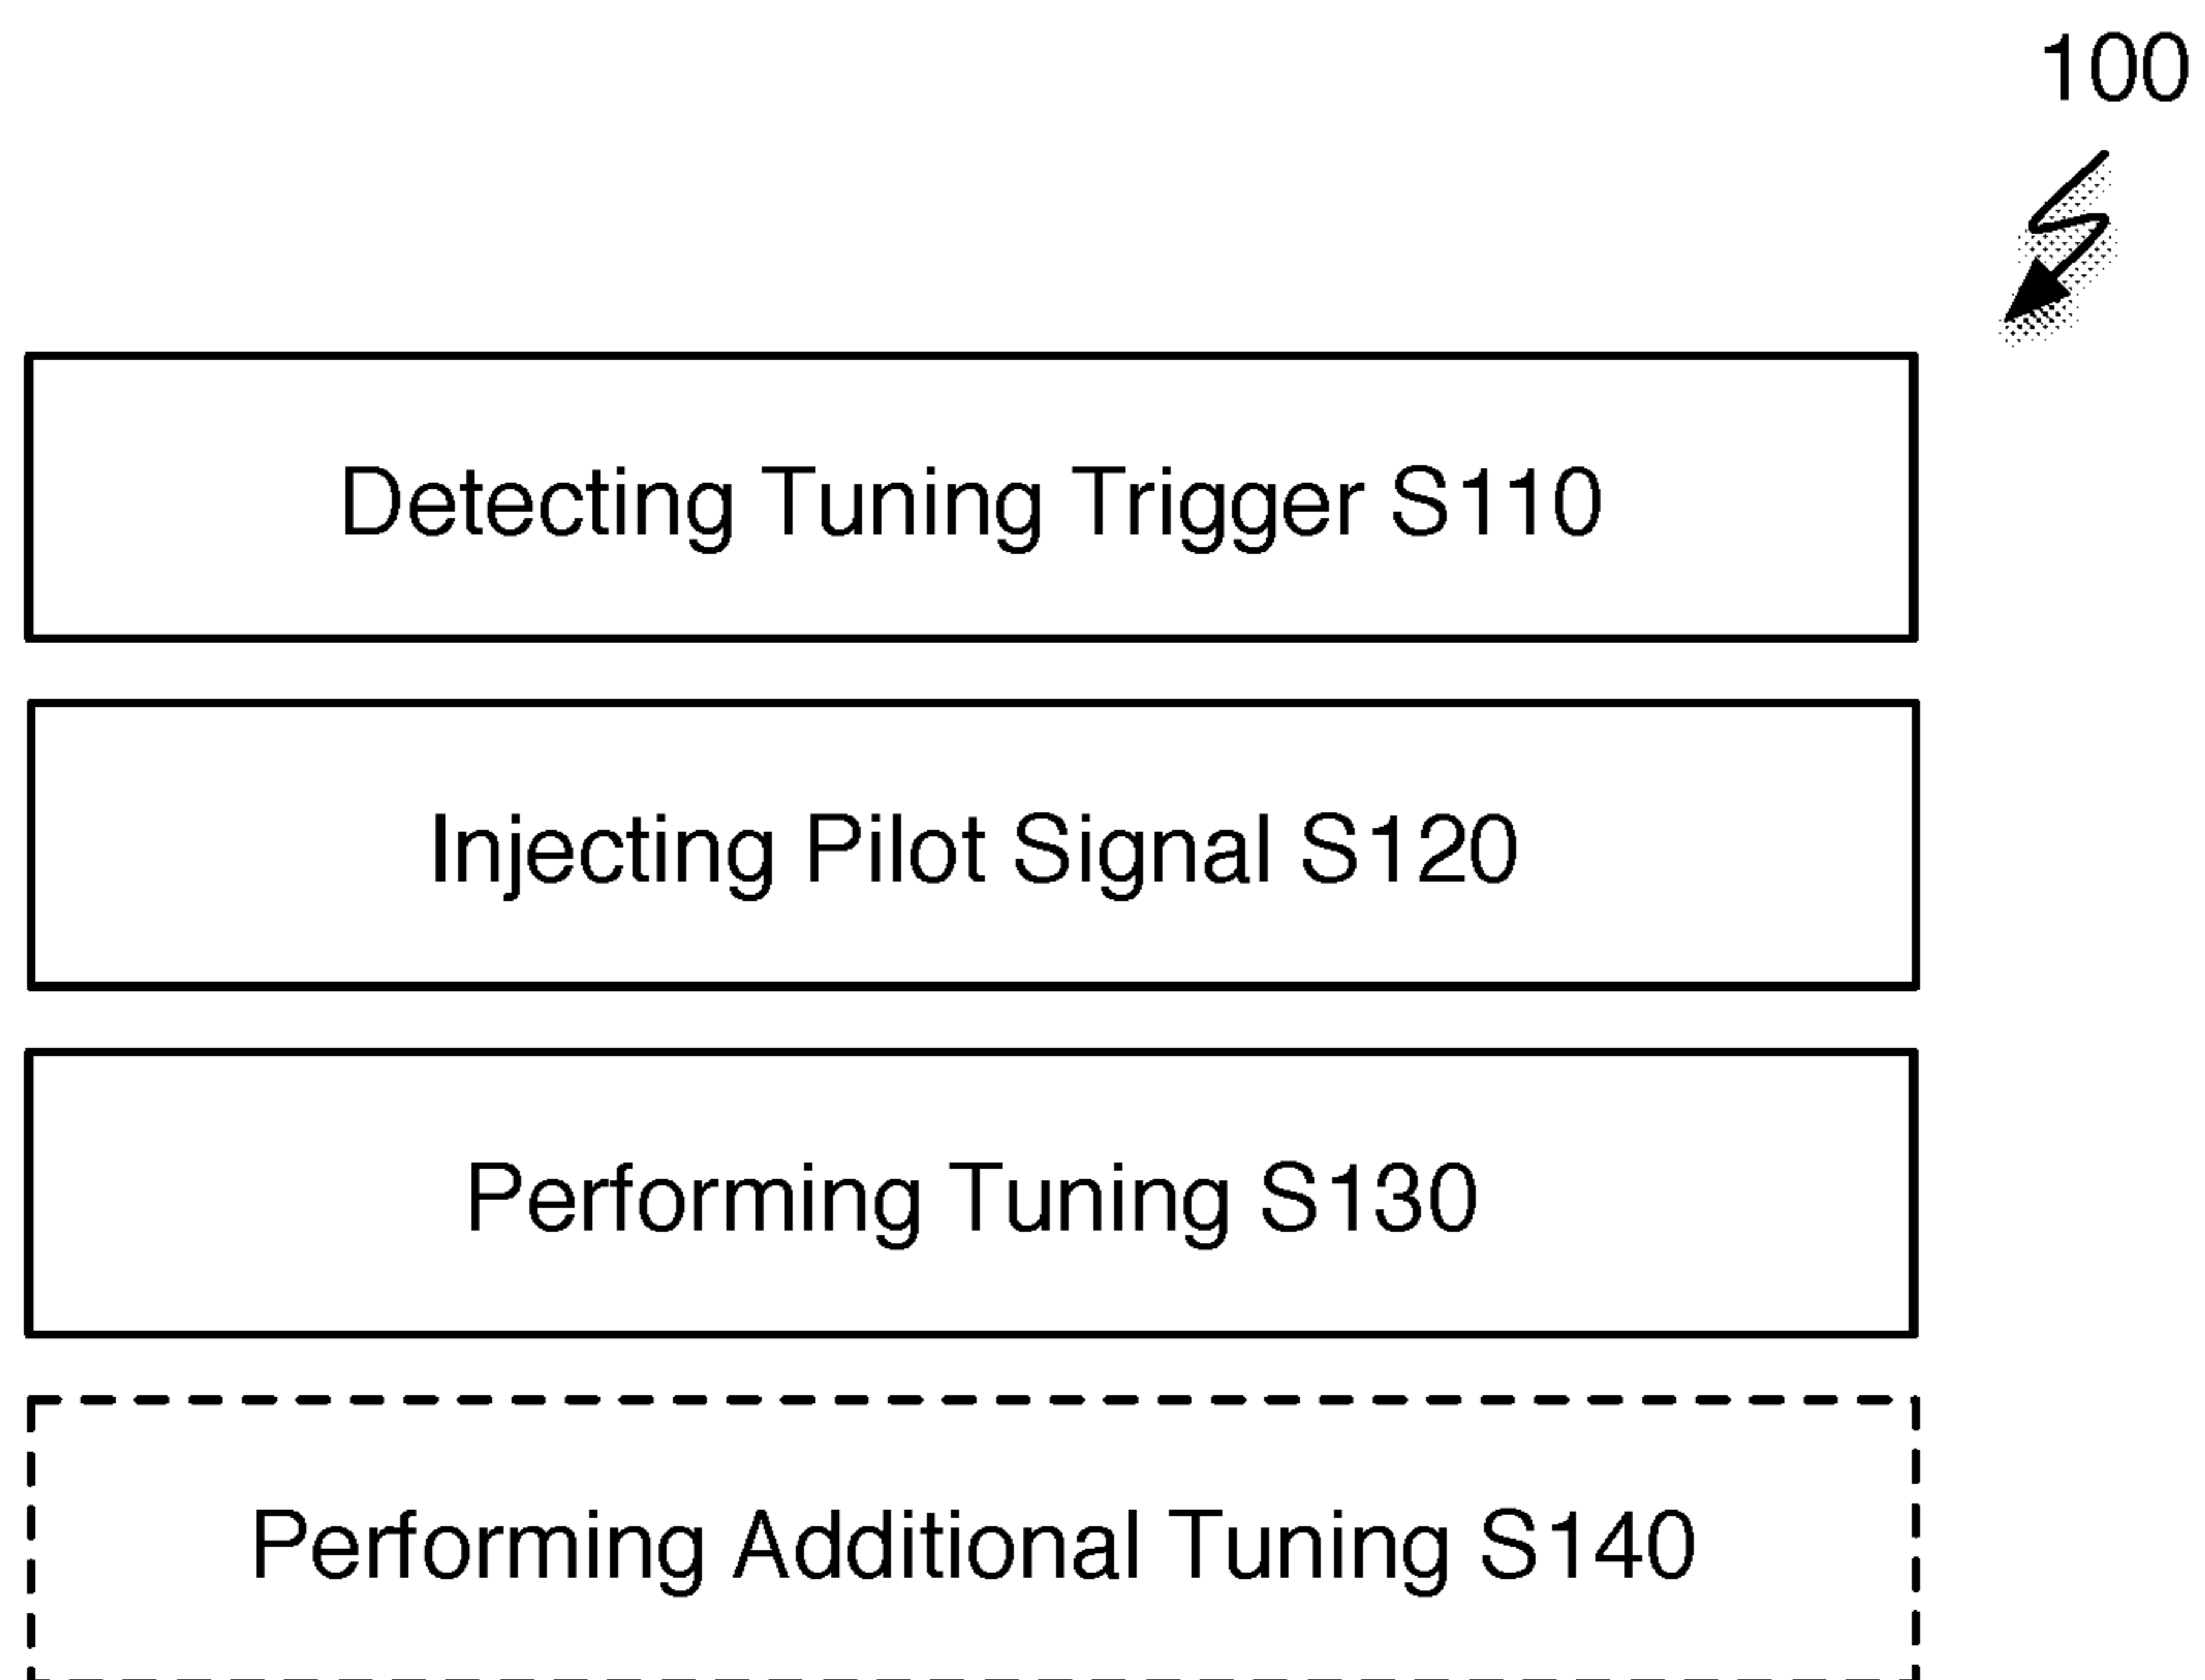 100
Detecting Tuning Trigger S110
Injecting Pilot Signal S120
Performing Tuning S130
Performing Additional Tuning S140